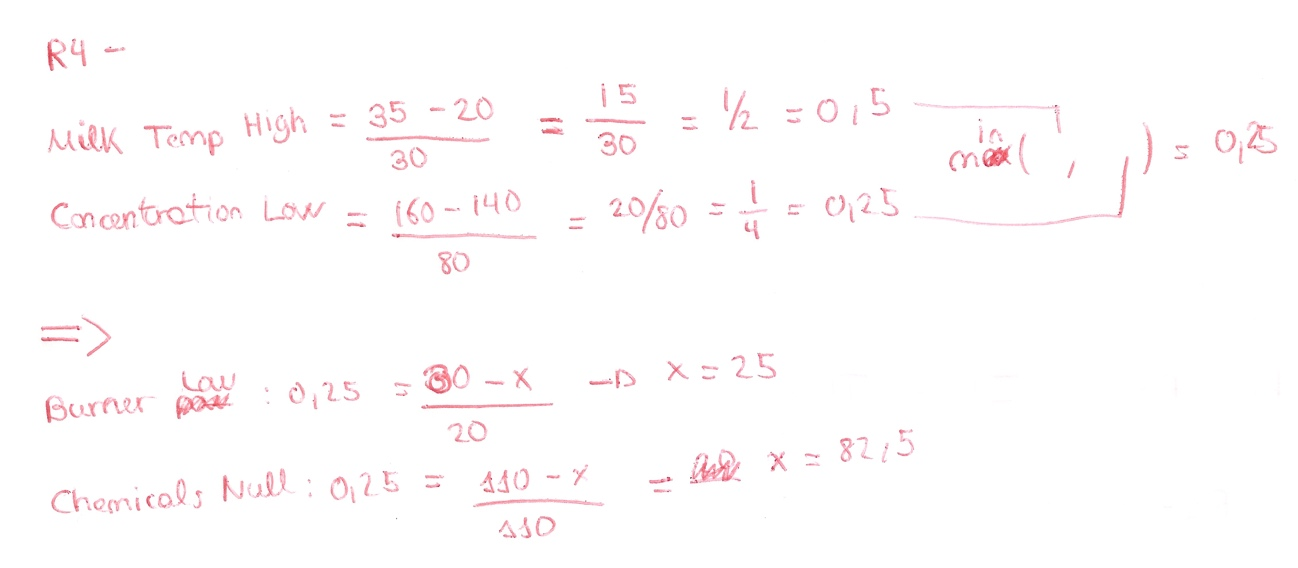 R4 -
Milk Temp High = 35 - 20 / 30 = 15 / 30 = 1/2 = 0,5
min( , ) = 0,25
Concentration Low = 160 - 140 / 80 = 20/80 = 1/4 = 0,25
=>
Burner Low : 0,25 = 30 - x / 20 -> x = 25
Chemicals Null : 0,25 = 110 - x / 110 = x = 82,5